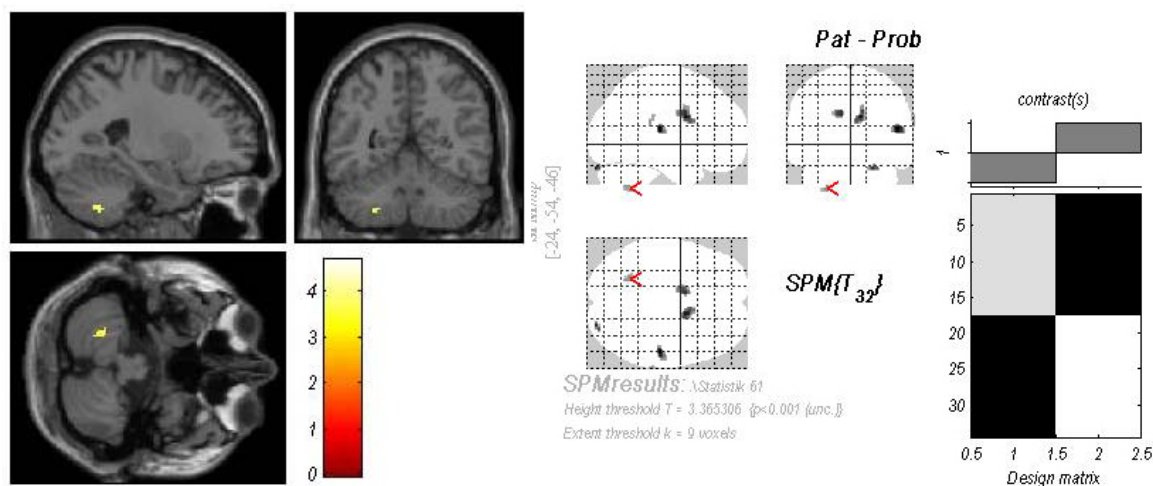 Pat - Prob
contrast(s)
1
[-24, -54, -46]
SPM{T32}
SPMresults: .\Statistik 61
Height threshold T = 3.365306 {p<0.001 (unc.)}
Extent threshold k = 9 voxels
4
3
2
1
0
5
10
15
20
25
30
0.5 1 1.5 2 2.5
Design matrix